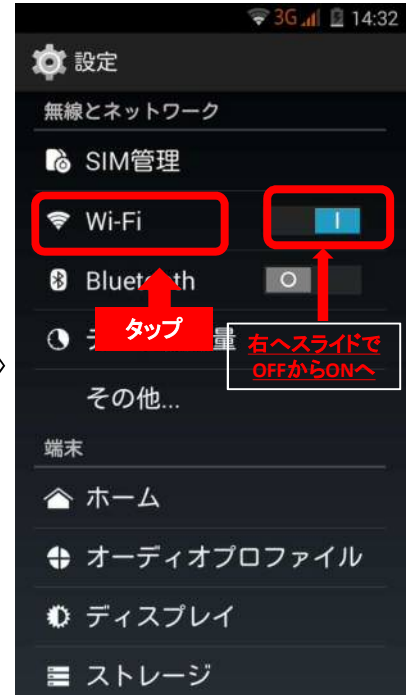 3G 14:32
設定
無線とネットワーク
SIM管理
Wi-Fi
Bluet th
タップ
量
右へスライドで
OFFからONへ
その他...
端末
ホーム
オーディオプロファイル
ディスプレイ
ストレージ